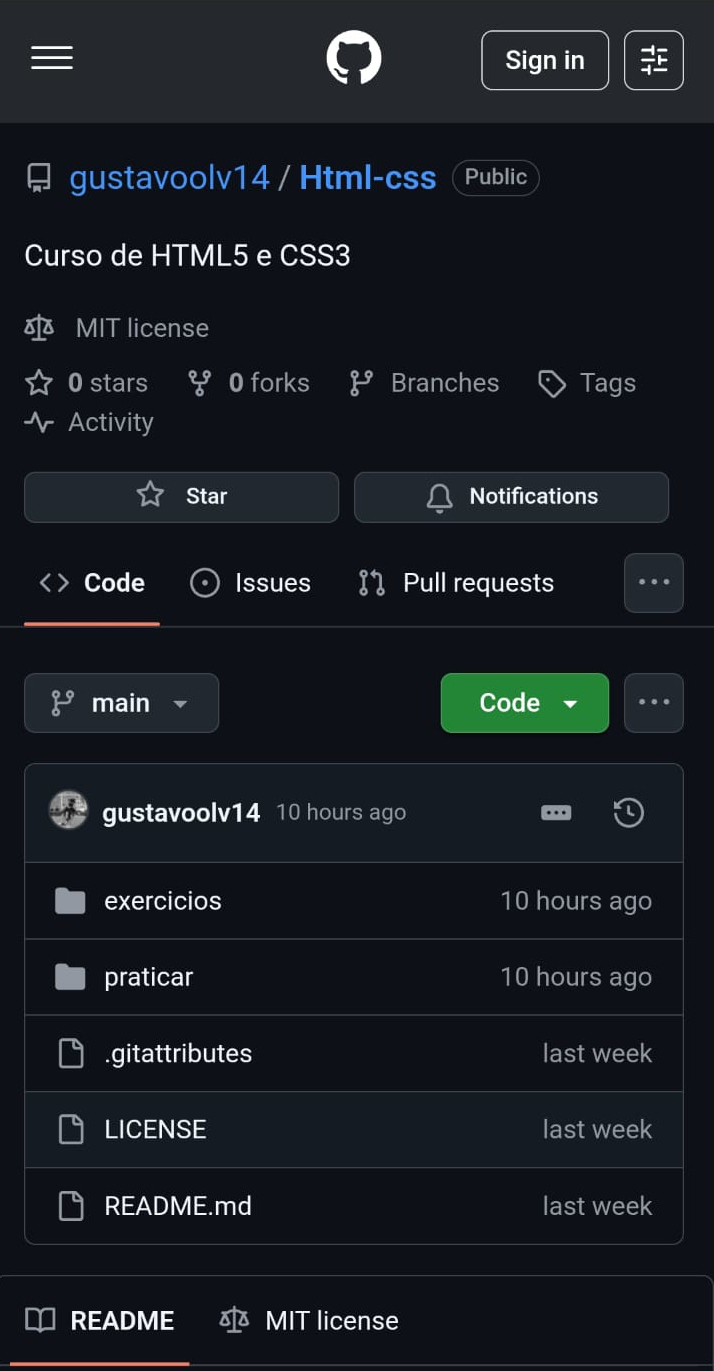 Sign in
gustavoolv14 / Html-css Public
Curso de HTML5 e CSS3
MIT license
0 stars 0 forks Branches Tags
Activity
Star Notifications
Code Issues Pull requests
main Code
gustavoolv14 10 hours ago
exercicios 10 hours ago
praticar 10 hours ago
.gitattributes last week
LICENSE last week
README.md last week
README MIT license